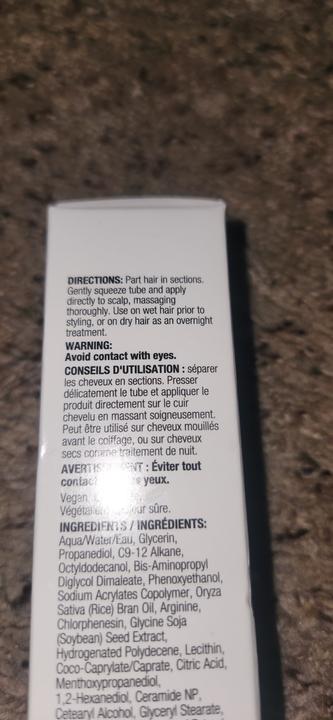 DIRECTIONS: Part hair in sections.
Gently squeeze tube and apply
directly to scalp, massaging
thoroughly. Use on wet hair prior to
styling, or on dry hair as an overnight
treatment.
WARNING:
Avoid contact with eyes.
CONSEILS D'UTILISATION : séparer
les cheveux en sections. Presser
délicatement le tube et appliquer le
produit directement sur le cuir
chevelu en massant soigneusement.
Peut être utilisé sur cheveux mouillés
avant le coiffage, ou sur cheveux
secs comme traitement de nuit.
: Éviter tout
yeux.
Vegan.
sûre.
INGREDIENTS / INGRÉDIENTS:
Aqua/Water/Eau, Glycerin,
Propanediol, C9-12 Alkane,
Octyldodecanol, Bis-Aminopropyl
Diglycol Dimaleate, Phenoxyethanol,
Sodium Acrylates Copolymer, Oryza
Sativa (Rice) Bran Oil, Arginine,
Chlorphenesin, Glycine Soja
(Soybean) Seed Extract,
Hydrogenated Polydecene, Lecithin,
Coco-Caprylate/Caprate, Citric Acid,
Menthoxypropanediol,
1,2-Hexanediol, Ceramide NP,
Cetearyl Alcohol, Glyceryl Stearate,